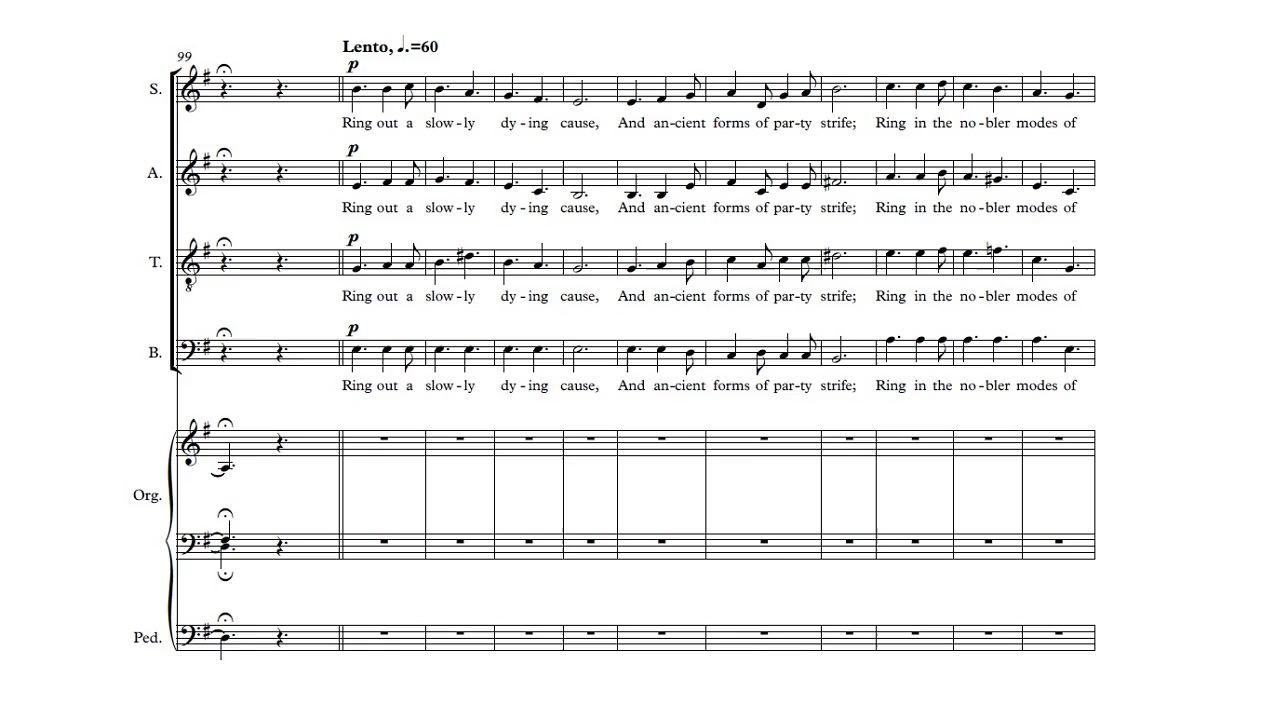 Lento, ♩.=60
99
p
S.
Ring out a slow-ly dy-ing cause, And an-cient forms of par-ty strife; Ring in the no-bler modes of
p
A.
Ring out a slow-ly dy-ing cause, And an-cient forms of par-ty strife; Ring in the no-bler modes of
p
T.
8
Ring out a slow-ly dy-ing cause, And an-cient forms of par-ty strife; Ring in the no-bler modes of
p
B.
Ring out a slow-ly dy-ing cause, And an-cient forms of par-ty strife; Ring in the no-bler modes of
Org.
Ped.